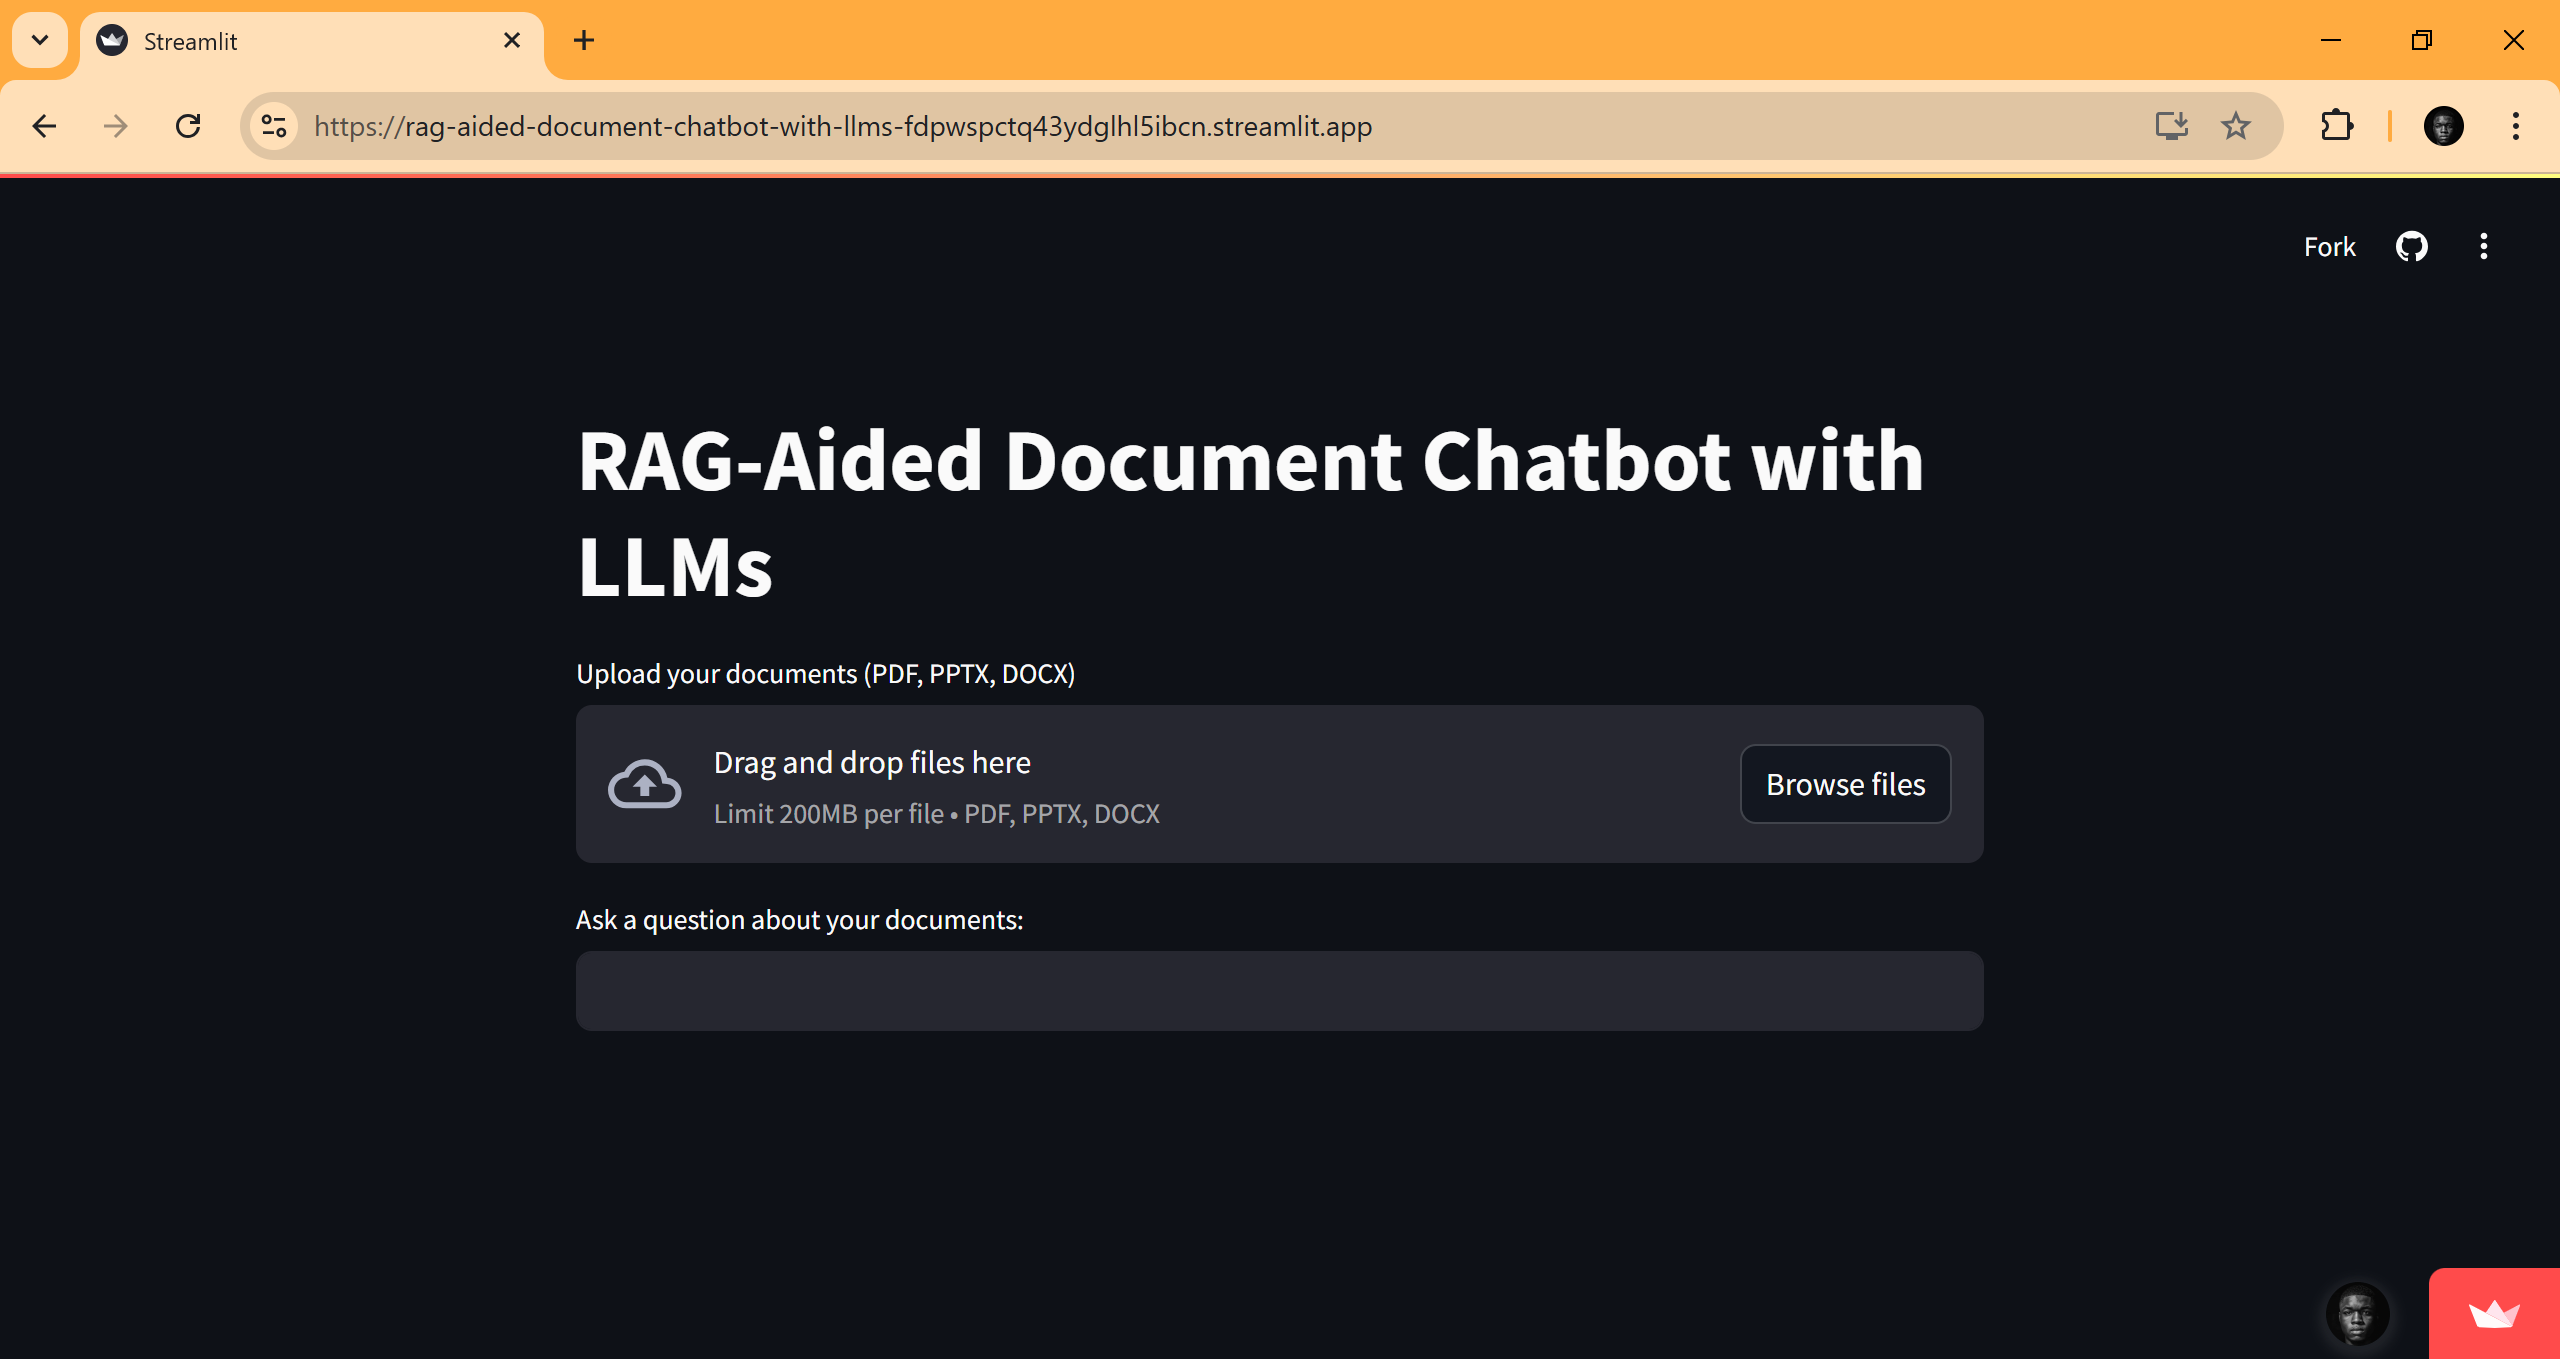 Streamlit
https://rag-aided-document-chatbot-with-llms-fdpwspctq43ydglhl5ibcn.streamlit.app
Fork
RAG-Aided Document Chatbot with
LLMs
Upload your documents (PDF, PPTX, DOCX)
Drag and drop files here
Limit 200MB per file • PDF, PPTX, DOCX
Browse files
Ask a question about your documents: